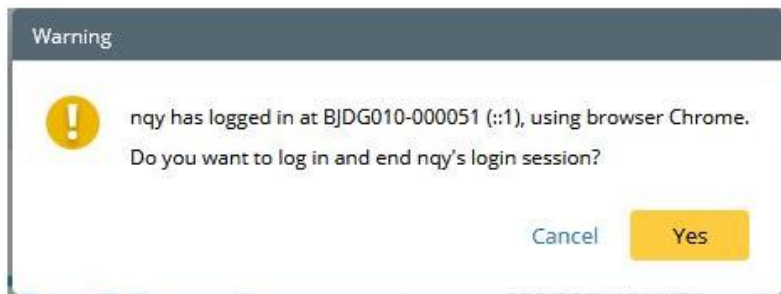 Warning
nqy has logged in at BJDG010-000051 (::1), using browser Chrome.
Do you want to log in and end nqy's login session?
Cancel
Yes